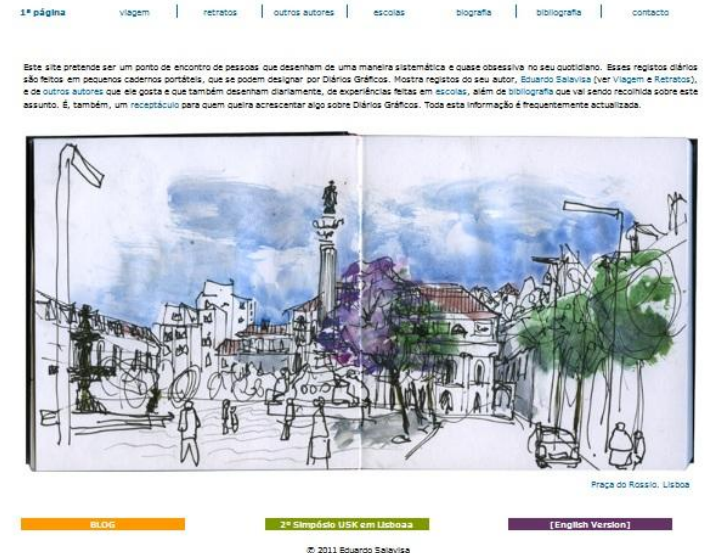 1ª página viagem retratos outros autores escolas biografia bibliografia contacto
Este site pretende ser um ponto de encontro de pessoas que desenham de uma maneira sistemática e quase obsessiva no seu quotidiano. Esses registos diários
são feitos em pequenos cadernos portáteis, que se podem designar por Diários Gráficos. Mostra registos do seu autor, Eduardo Salavisa (ver Viagem e Retratos),
e de outros autores que ele gosta e que também desenham diariamente, de experiências feitas em escolas, além de bibliografia que vai sendo recolhida sobre este
assunto. É, também, um receptáculo para quem queira acrescentar algo sobre Diários Gráficos. Toda esta informação é frequentemente actualizada.
Praça do Rossio. Lisboa
BLOG 2º Simpósio USK em Lisboaa [English Version]
© 2011 Eduardo Salavisa